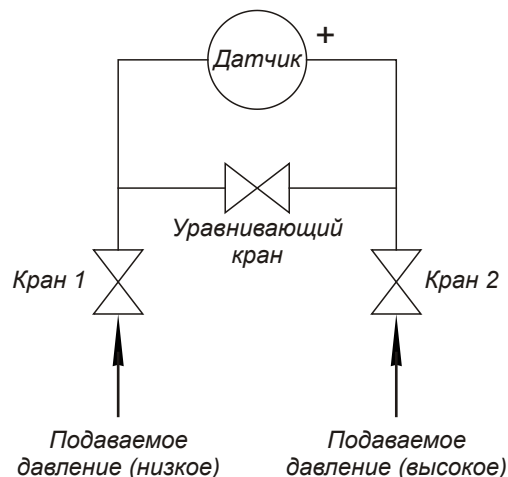 Датчик
+
Уравнивающий
кран
Кран 1
Кран 2
Подаваемое
давление (низкое)
Подаваемое
давление (высокое)